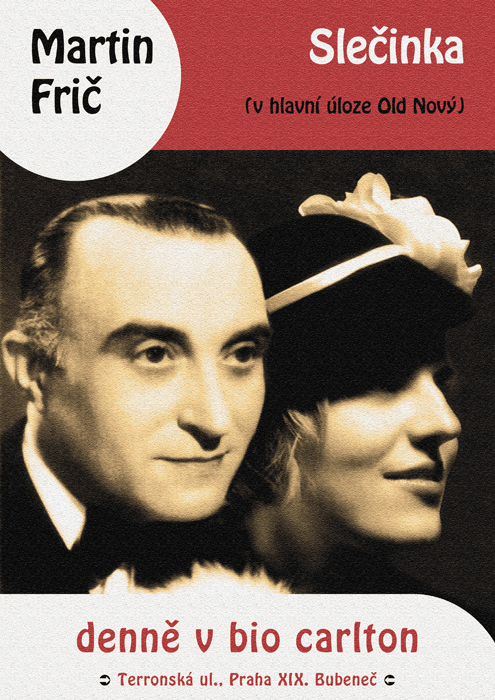 Martin
Frič
Slečinka
(v hlavní úloze Old Nový)
denně v bio carlton
➲ Terronská ul., Praha XIX. Bubeneč ➲